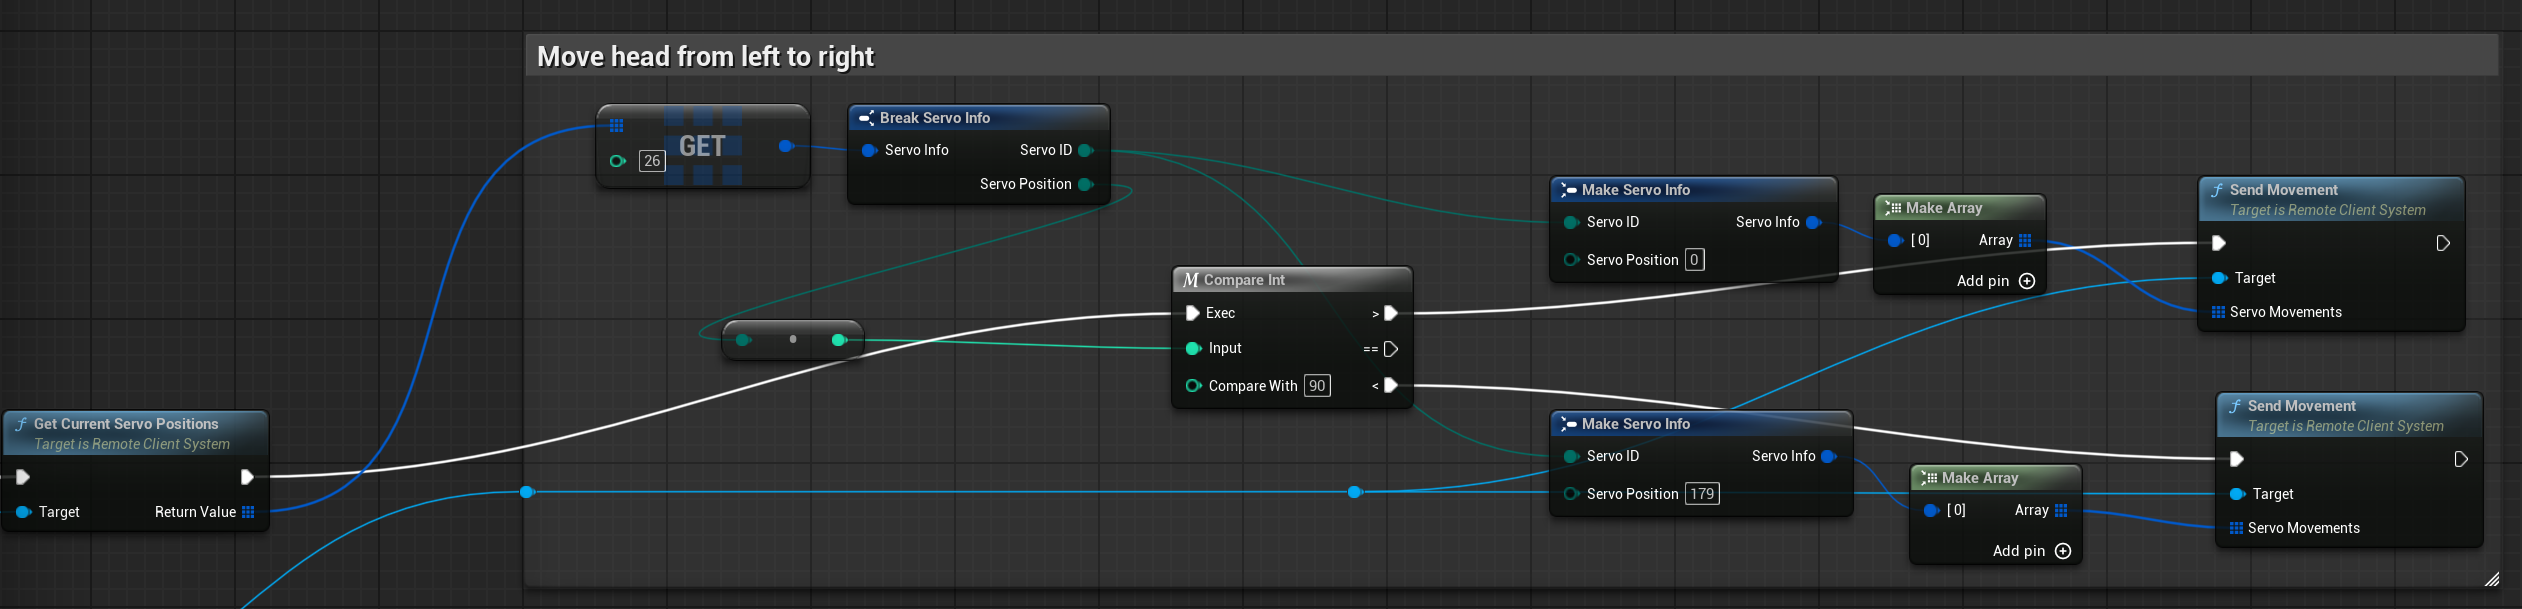 Move head from left to right
GET
26
Break Servo Info
Servo Info
Servo ID
Servo Position
Make Servo Info
Servo ID
Servo Info
Servo Position 0
Make Array
[ 0]
Array
Add pin
Send Movement
Target is Remote Client System
Target
Servo Movements
Compare Int
Exec
>
Input
==
Compare With 90
<
Get Current Servo Positions
Target is Remote Client System
Target
Return Value
Make Servo Info
Servo ID
Servo Info
Servo Position 179
Make Array
[ 0]
Array
Add pin
Send Movement
Target is Remote Client System
Target
Servo Movements